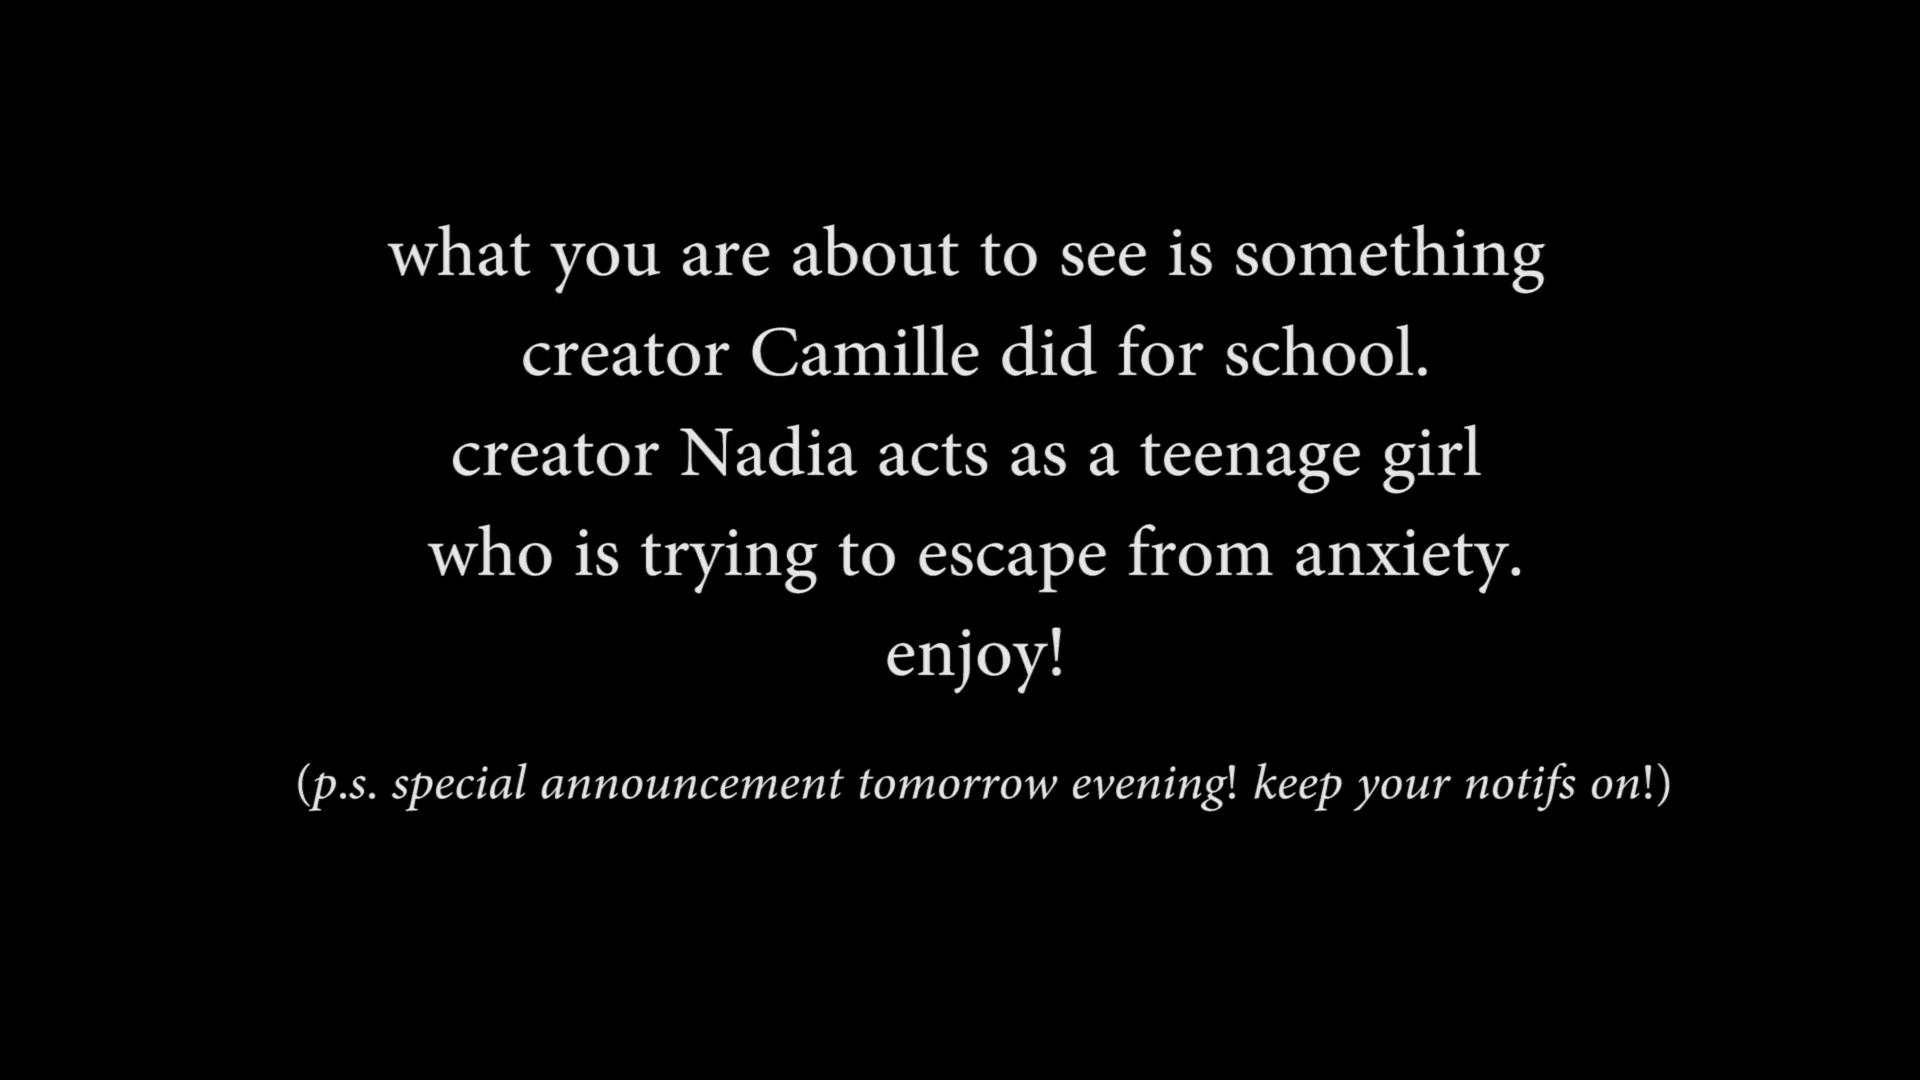 what you are about to see is something
creator Camille did for school.
creator Nadia acts as a teenage girl
who is trying to escape from anxiety.
enjoy!
(p.s. special announcement tomorrow evening! keep your notifs on!)